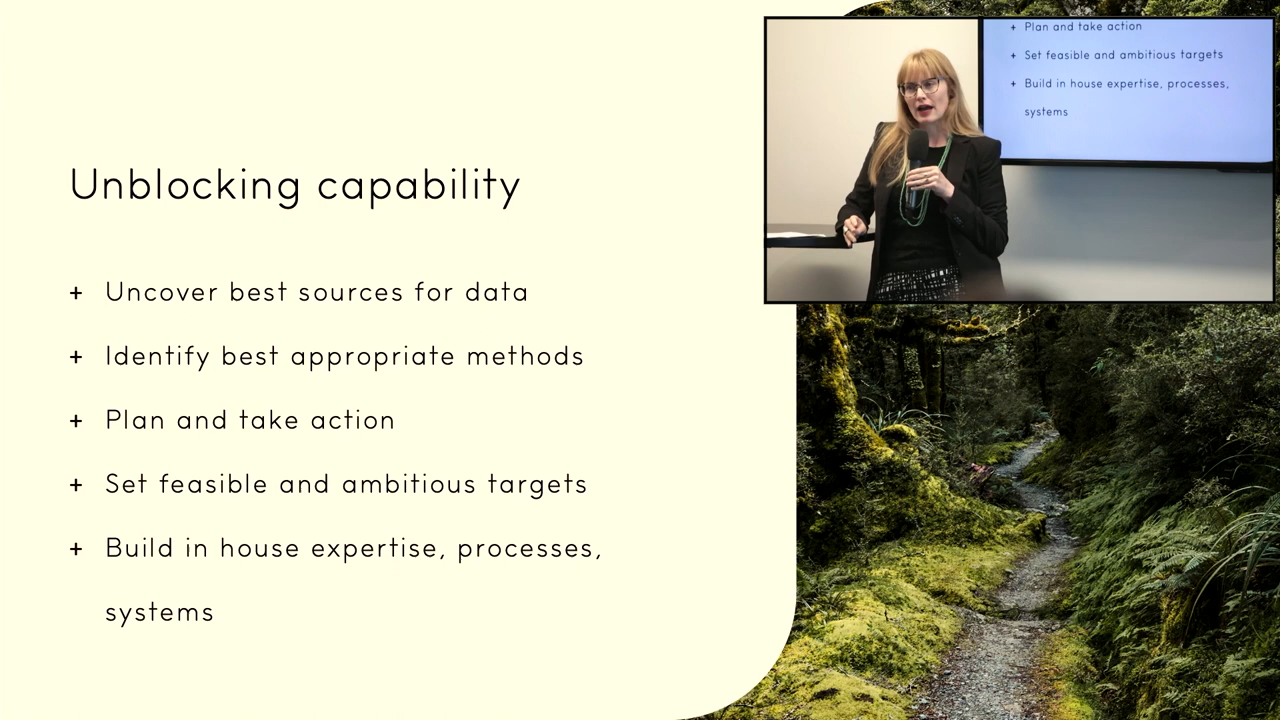 Unblocking capability
+ Uncover best sources for data
+ Identify best appropriate methods
+ Plan and take action
+ Set feasible and ambitious targets
+ Build in house expertise, processes,
systems
+ Plan and take action
+ Set feasible and ambitious targets
+ Build in house expertise, processes,
systems